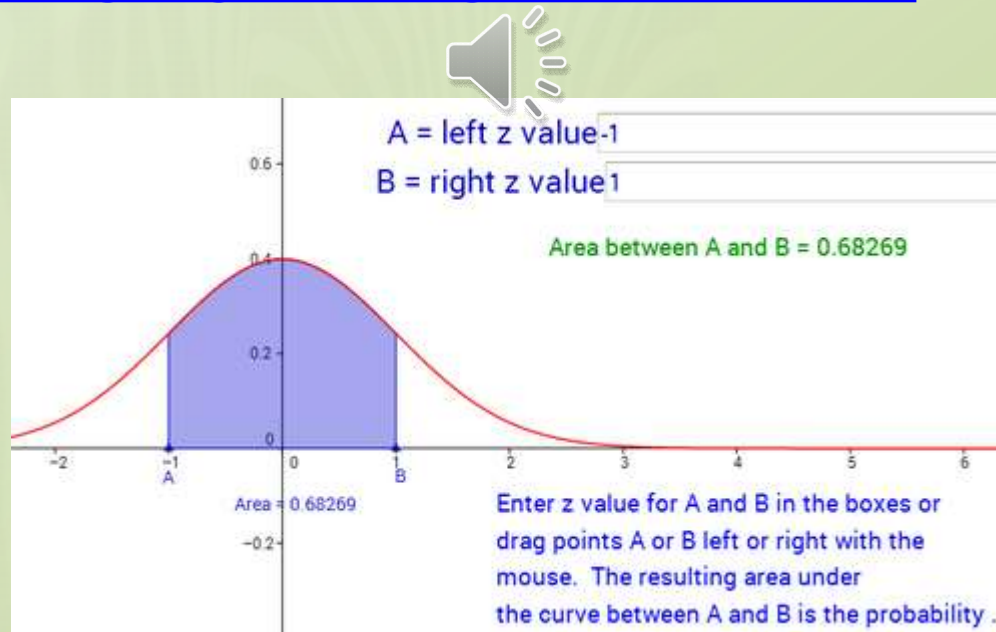 A = left z value -1
B = right z value 1
Area between A and B = 0.68269
0.6
0.4
0.2
0
-2 -1 0 1 2 3 4 5 6
A B
Area = 0.68269
-0.2
Enter z value for A and B in the boxes or
drag points A or B left or right with the
mouse. The resulting area under
the curve between A and B is the probability .